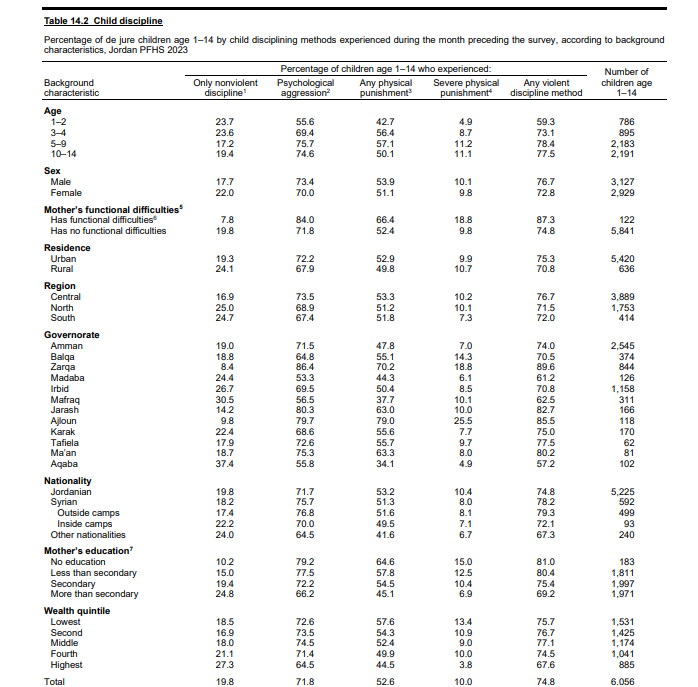 Table 14.2 Child discipline
Percentage of de jure children age 1–14 by child disciplining methods experienced during the month preceding the survey, according to background
characteristics, Jordan PFHS 2023
Percentage of children age 1–14 who experienced:
Background characteristic Only nonviolent discipline¹ Psychological aggression² Any physical punishment³ Severe physical punishment⁴ Any violent discipline method Number of children age 1–14
Age
1–2 23.7 55.6 42.7 4.9 59.3 786
3–4 23.6 69.4 56.4 8.7 73.1 895
5–9 17.2 75.7 57.1 11.2 78.4 2,183
10–14 19.4 74.6 50.1 11.1 77.5 2,191
Sex
Male 17.7 73.4 53.9 10.1 76.7 3,127
Female 22.0 70.0 51.1 9.8 72.8 2,929
Mother's functional difficulties⁵
Has functional difficulties⁶ 7.8 84.0 66.4 18.8 87.3 122
Has no functional difficulties 19.8 71.8 52.4 9.8 74.8 5,841
Residence
Urban 19.3 72.2 52.9 9.9 75.3 5,420
Rural 24.1 67.9 49.8 10.7 70.8 636
Region
Central 16.9 73.5 53.3 10.2 76.7 3,889
North 25.0 68.9 51.2 10.1 71.5 1,753
South 24.7 67.4 51.8 7.3 72.0 414
Governorate
Amman 19.0 71.5 47.8 7.0 74.0 2,545
Balqa 18.8 64.8 55.1 14.3 70.5 374
Zarqa 8.4 86.4 70.2 18.8 89.6 844
Madaba 24.4 53.3 44.3 6.1 61.2 126
Irbid 26.7 69.5 50.4 8.5 70.8 1,158
Mafraq 30.5 56.5 37.7 10.1 62.5 311
Jarash 14.2 80.3 63.0 10.0 82.7 166
Ajloun 9.8 79.7 79.0 25.5 85.5 118
Karak 22.4 68.6 55.6 7.7 75.0 170
Tafiela 17.9 72.6 55.7 9.7 77.5 62
Ma'an 18.7 75.3 63.3 8.0 80.2 81
Aqaba 37.4 55.8 34.1 4.9 57.2 102
Nationality
Jordanian 19.8 71.7 53.2 10.4 74.8 5,225
Syrian 18.2 75.7 51.3 8.0 78.2 592
Outside camps 17.4 76.8 51.6 8.1 79.3 499
Inside camps 22.2 70.0 49.5 7.1 72.1 93
Other nationalities 24.0 64.5 41.6 6.7 67.3 240
Mother's education⁷
No education 10.2 79.2 64.6 15.0 81.0 183
Less than secondary 15.0 77.5 57.8 12.5 80.4 1,811
Secondary 19.4 72.2 54.5 10.4 75.4 1,997
More than secondary 24.8 66.2 45.1 6.9 69.2 1,971
Wealth quintile
Lowest 18.5 72.6 57.6 13.4 75.7 1,531
Second 16.9 73.5 54.3 10.9 76.7 1,425
Middle 18.0 74.5 52.4 9.0 77.1 1,174
Fourth 21.1 71.4 49.9 10.0 74.5 1,041
Highest 27.3 64.5 44.5 3.8 67.6 885
Total 19.8 71.8 52.6 10.0 74.8 6,056